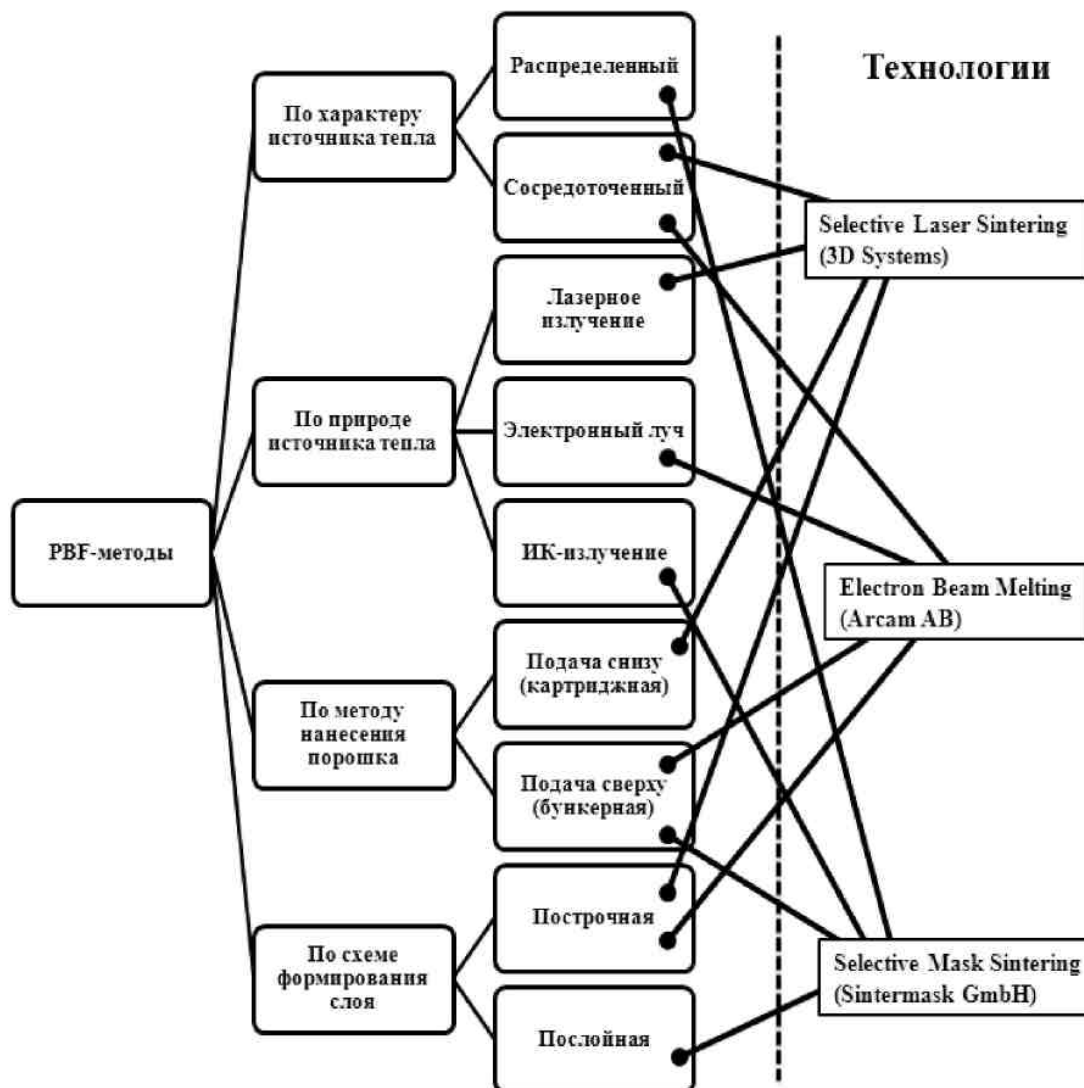 Технологии
PBF-методы
По характеру
источника тепла
Распределенный
Сосредоточенный
По природе
источника тепла
Лазерное
излучение
Электронный луч
ИК-излучение
По методу
нанесения
порошка
Подача снизу
(картриджная)
Подача сверху
(бункерная)
По схеме
формирования
слоя
Построчная
Послойная
Selective Laser Sintering
(3D Systems)
Electron Beam Melting
(Arcam AB)
Selective Mask Sintering
(Sintermask GmbH)